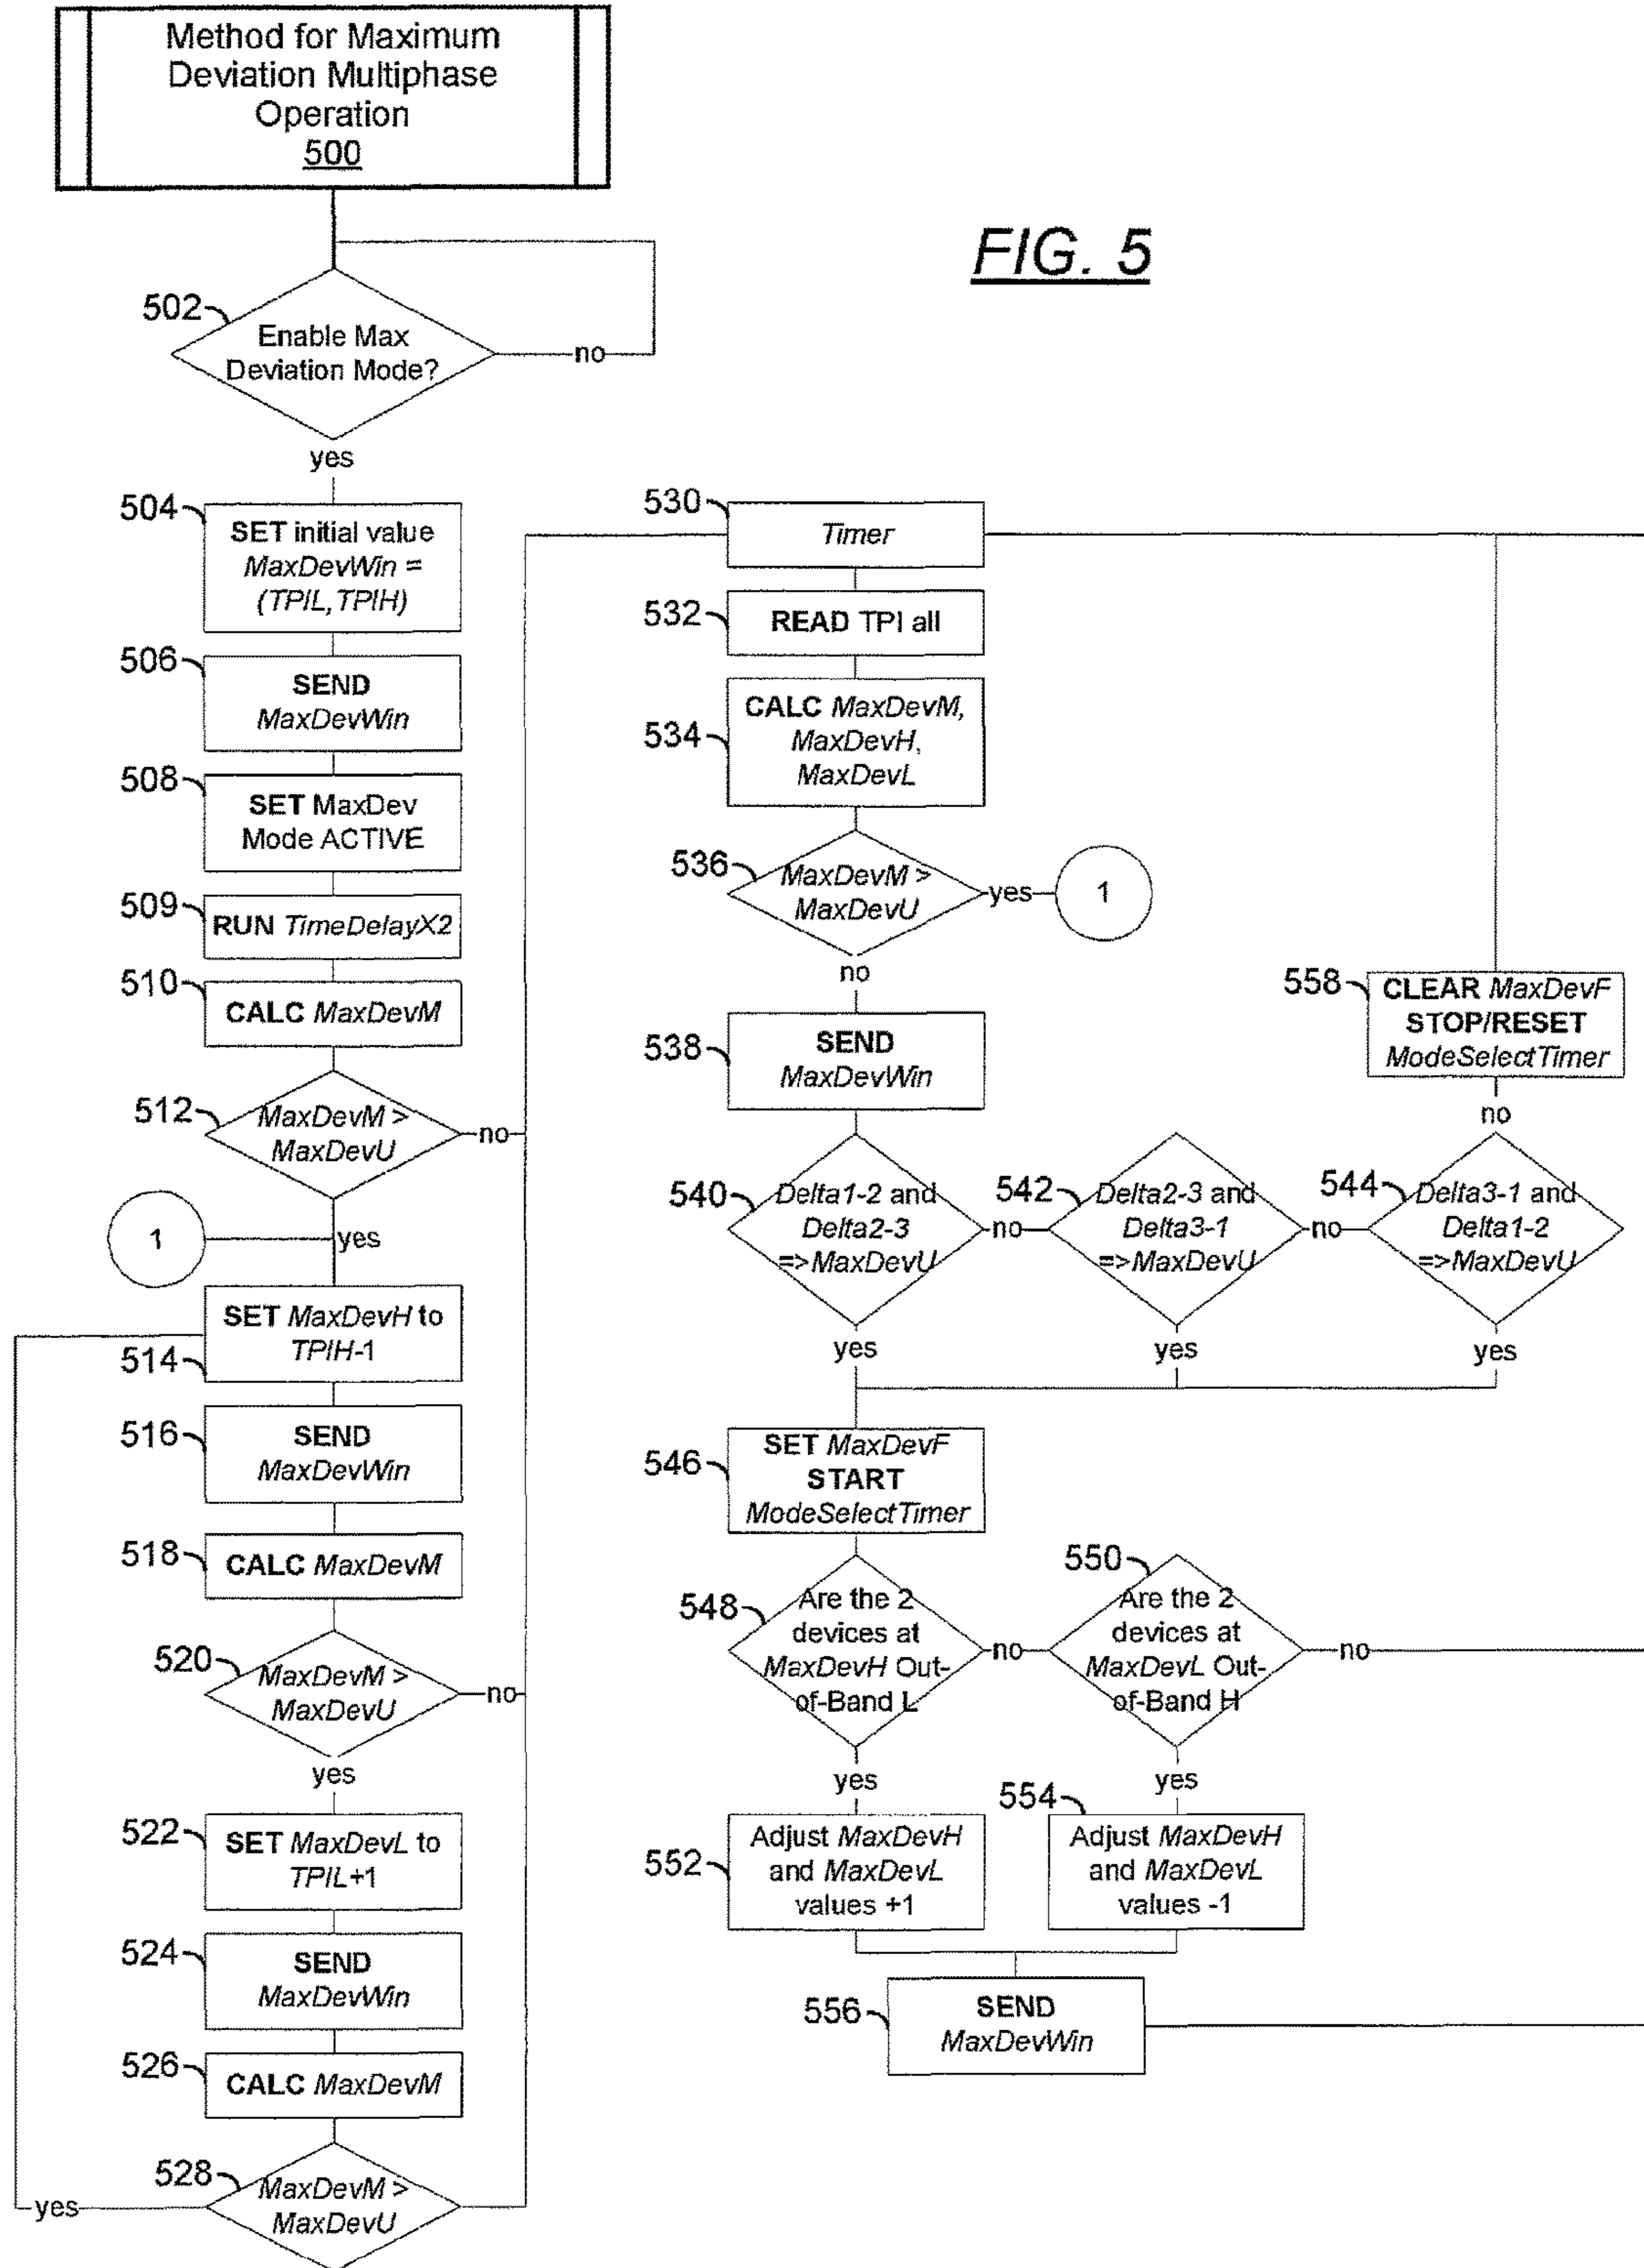 Method for Maximum
Deviation Multiphase
Operation
500
FIG. 5
502
Enable Max
Deviation Mode?
no
yes
504
SET initial value
MaxDevWin =
(TPIL,TPIH)
506
SEND
MaxDevWin
508
SET MaxDev
Mode ACTIVE
509
RUN TimeDelayX2
510
CALC MaxDevM
512
MaxDevM >
MaxDevU
no
yes
1
514
SET MaxDevH to
TPIH-1
516
SEND
MaxDevWin
518
CALC MaxDevM
520
MaxDevM >
MaxDevU
no
yes
522
SET MaxDevL to
TPIL+1
524
SEND
MaxDevWin
526
CALC MaxDevM
528
MaxDevM >
MaxDevU
yes
530
Timer
532
READ TPI all
534
CALC MaxDevM,
MaxDevH,
MaxDevL
536
MaxDevM >
MaxDevU
yes
1
no
538
SEND
MaxDevWin
540
Delta1-2 and
Delta2-3
=>MaxDevU
no
yes
542
Delta2-3 and
Delta3-1
=>MaxDevU
no
yes
544
Delta3-1 and
Delta1-2
=>MaxDevU
no
yes
558
CLEAR MaxDevF
STOP/RESET
ModeSelectTimer
546
SET MaxDevF
START
ModeSelectTimer
548
Are the 2
devices at
MaxDevH Out-
of-Band L
no
yes
550
Are the 2
devices at
MaxDevL Out-
of-Band H
no
yes
552
Adjust MaxDevH
and MaxDevL
values +1
554
Adjust MaxDevH
and MaxDevL
values -1
556
SEND
MaxDevWin